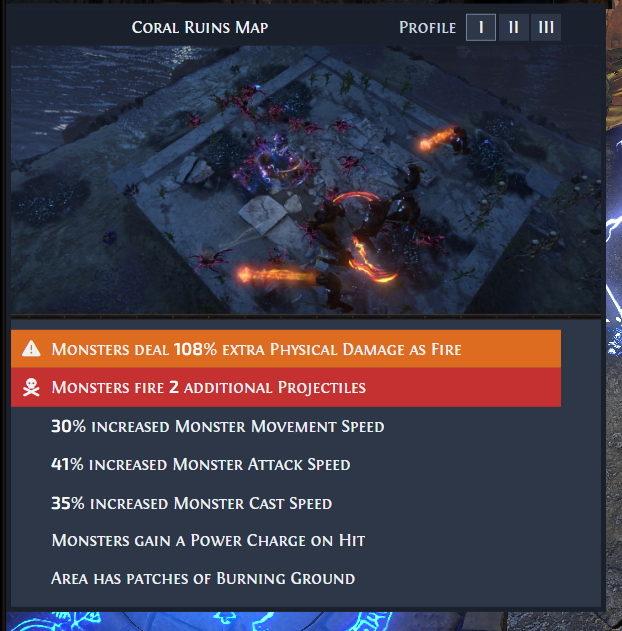 Coral Ruins Map
Profile I II III
Monsters deal 108% extra Physical Damage as Fire
Monsters fire 2 additional Projectiles
30% increased Monster Movement Speed
41% increased Monster Attack Speed
35% increased Monster Cast Speed
Monsters gain a Power Charge on Hit
Area has patches of Burning Ground